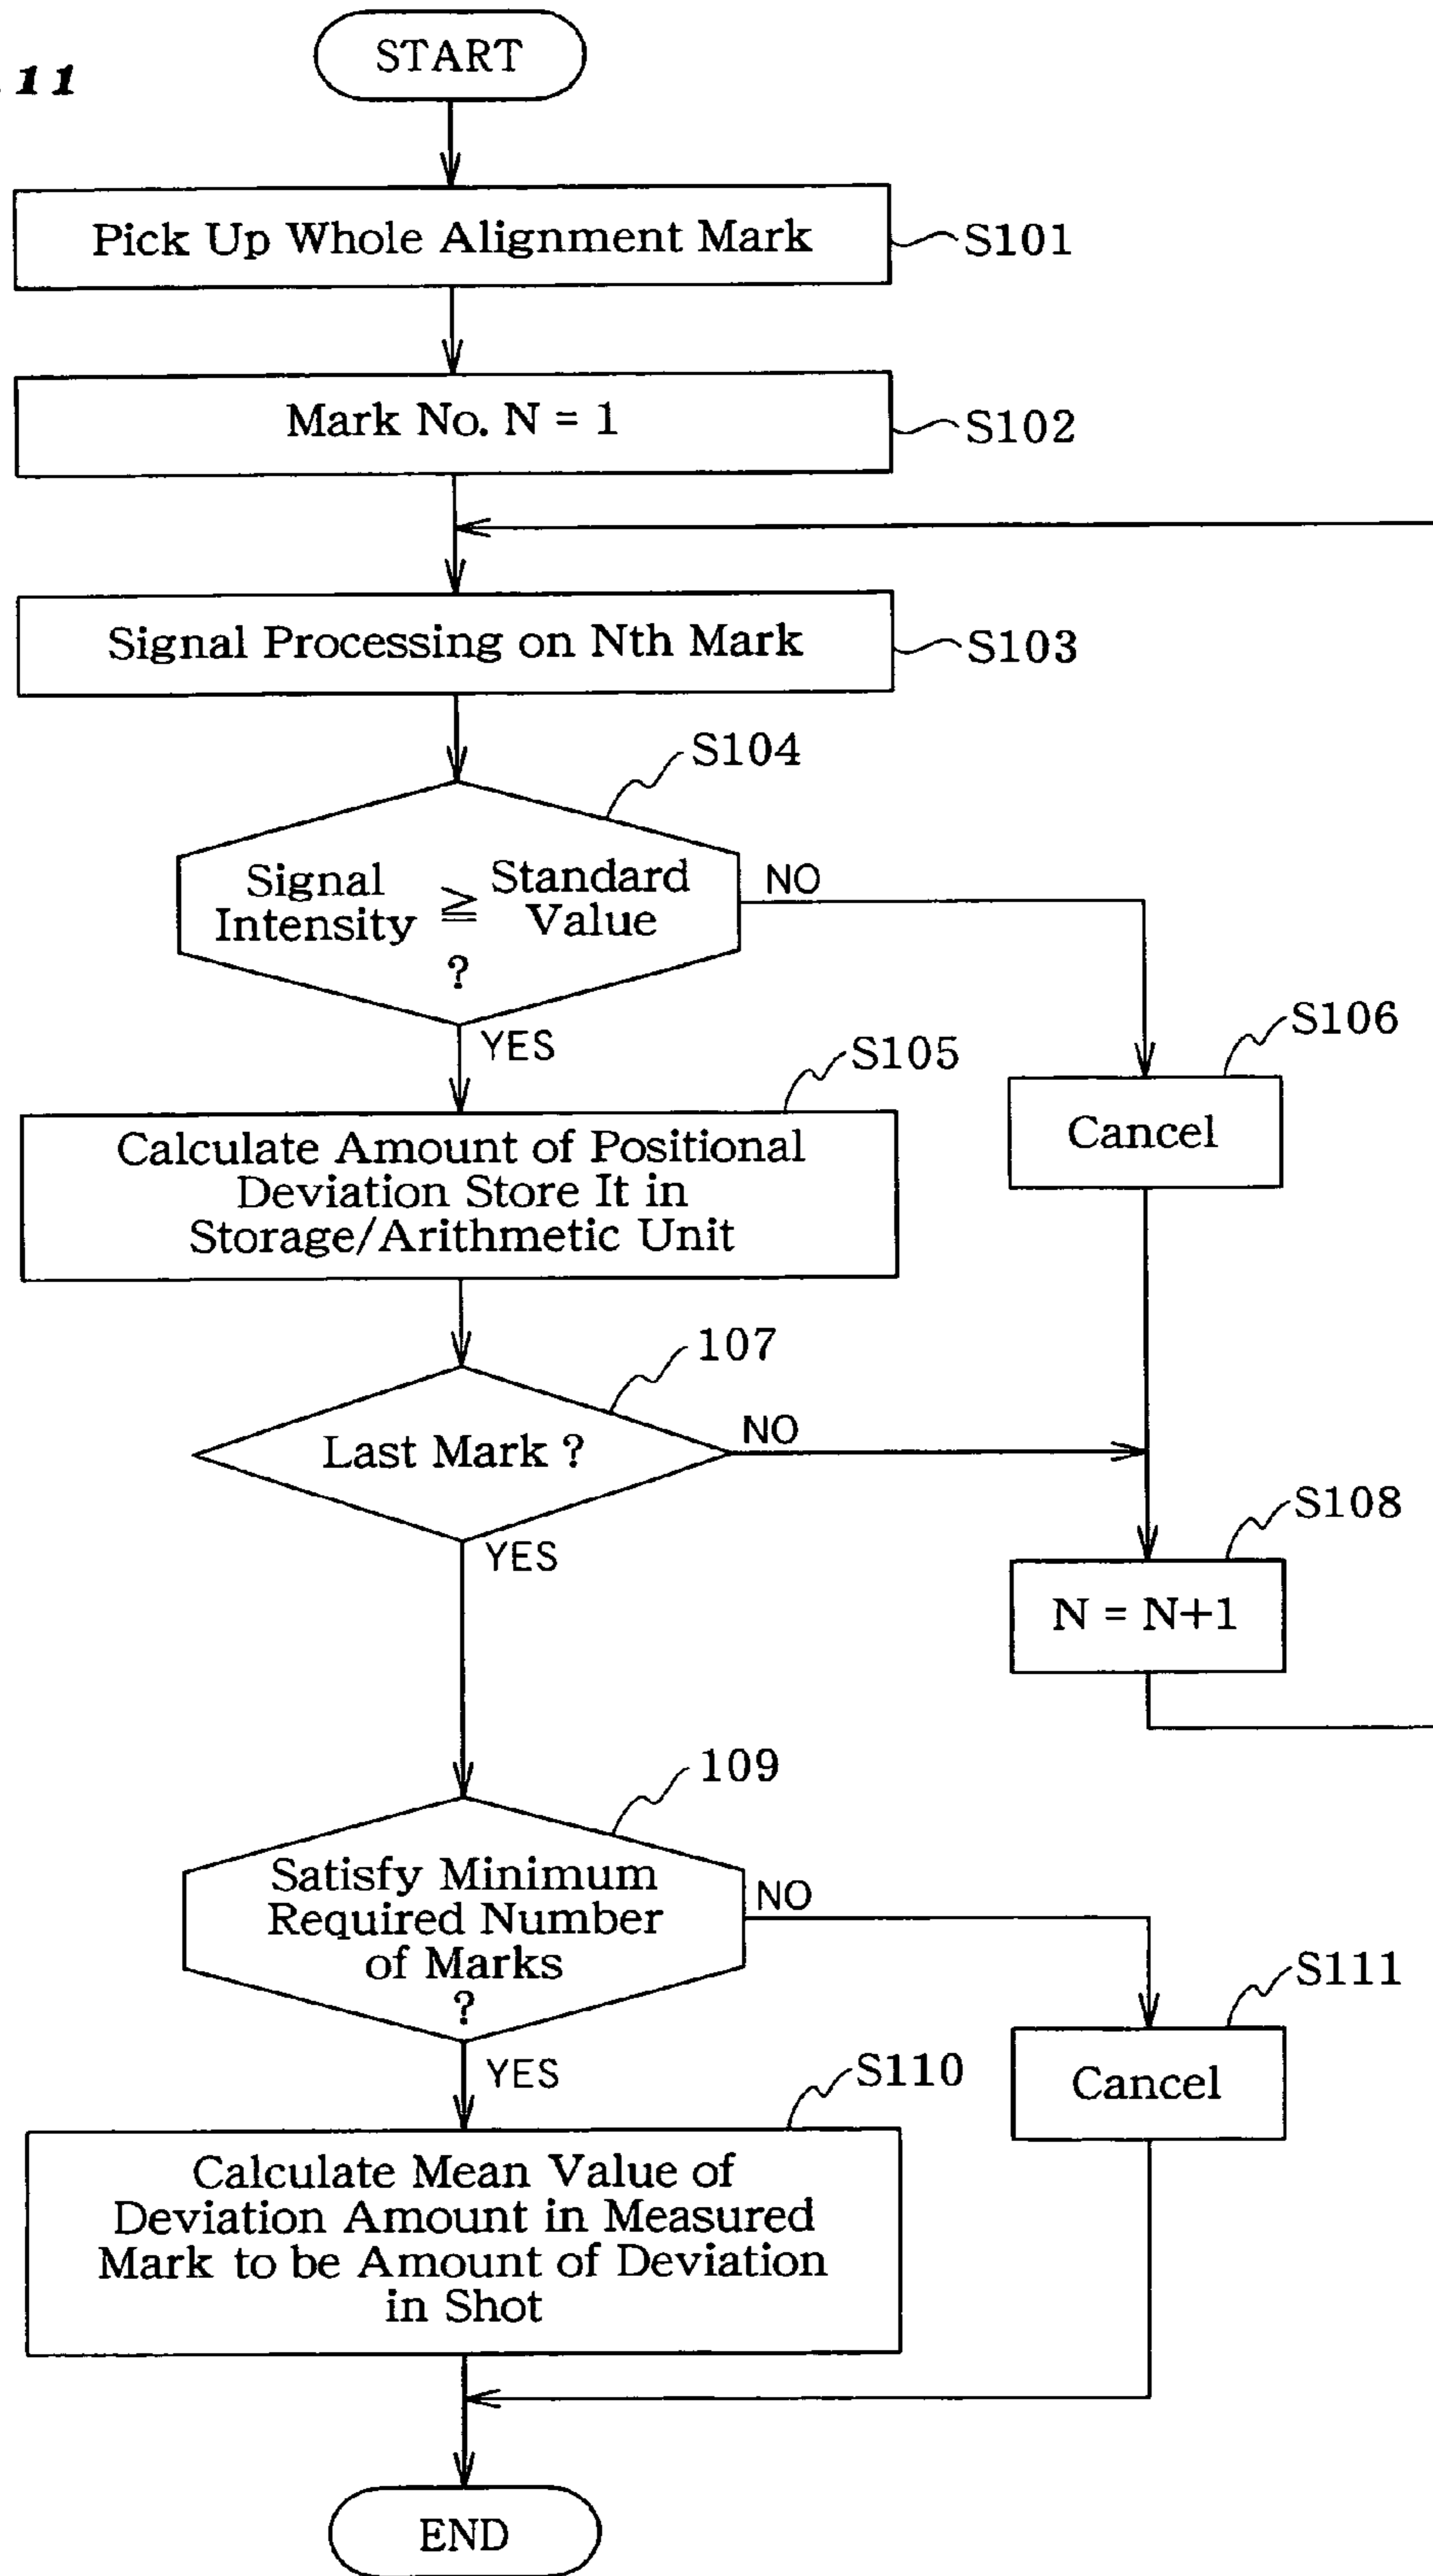 11
START
Pick Up Whole Alignment Mark
S101
Mark No. N = 1
S102
Signal Processing on Nth Mark
S103
S104
Signal Intensity ≧ Standard Value
?
NO
YES
S105
S106
Calculate Amount of Positional
Deviation Store It in
Storage/Arithmetic Unit
Cancel
107
Last Mark ?
NO
YES
S108
N = N+1
109
Satisfy Minimum
Required Number
of Marks
?
NO
YES
S110
S111
Cancel
Calculate Mean Value of
Deviation Amount in Measured
Mark to be Amount of Deviation
in Shot
END